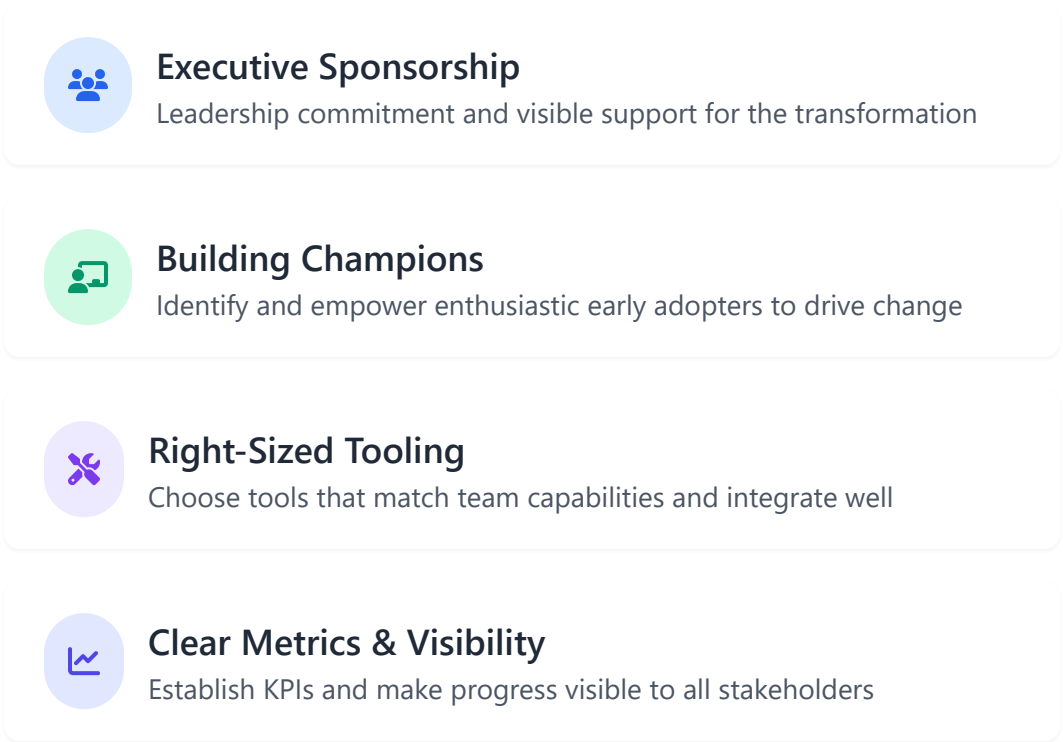 Executive Sponsorship
Leadership commitment and visible support for the transformation
Building Champions
Identify and empower enthusiastic early adopters to drive change
Right-Sized Tooling
Choose tools that match team capabilities and integrate well
Clear Metrics & Visibility
Establish KPIs and make progress visible to all stakeholders